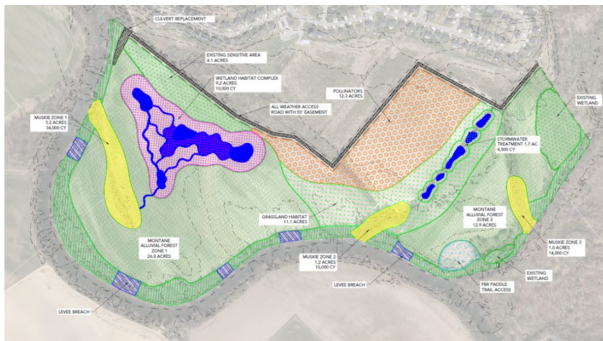 CULVERT REPLACEMENT
EXISTING SENSITIVE AREA
4.1 ACRES
WETLAND HABITAT COMPLEX
9.2 ACRES
10,000 CY
ALL WEATHER ACCESS
ROAD WITH 50' EASEMENT
POLLINATORS
12.3 ACRES
EXISTING
WETLAND
MUSKIE ZONE 1
3.2 ACRES
34,000 CY
STORMWATER
TREATMENT 1.7 AC
6,500 CY
GRASSLAND HABITAT
11.1 ACRES
MONTANE
ALLUVIAL FOREST
ZONE 1
26.0 ACRES
MONTANE
ALLUVIAL FOREST
ZONE 2
12.9 ACRES
MUSKIE ZONE 2
1.2 ACRES
10,000 CY
MUSKIE ZONE 3
1.0 ACRES
14,000 CY
EXISTING
WETLAND
LEVEE BREACH
LEVEE BREACH
FBR PADDLE
TRAIL ACCESS